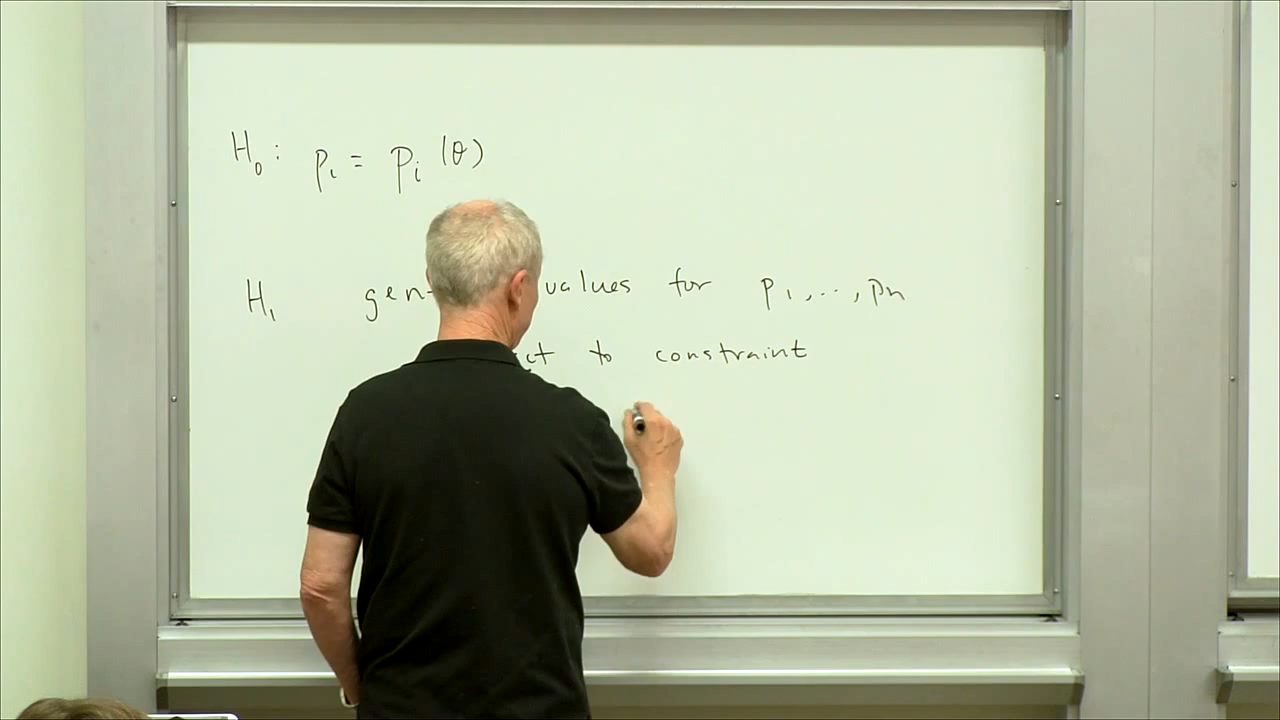 H₀: pᵢ = pᵢ (θ)
H₁ values for p₁, ..., pₙ
to constraint